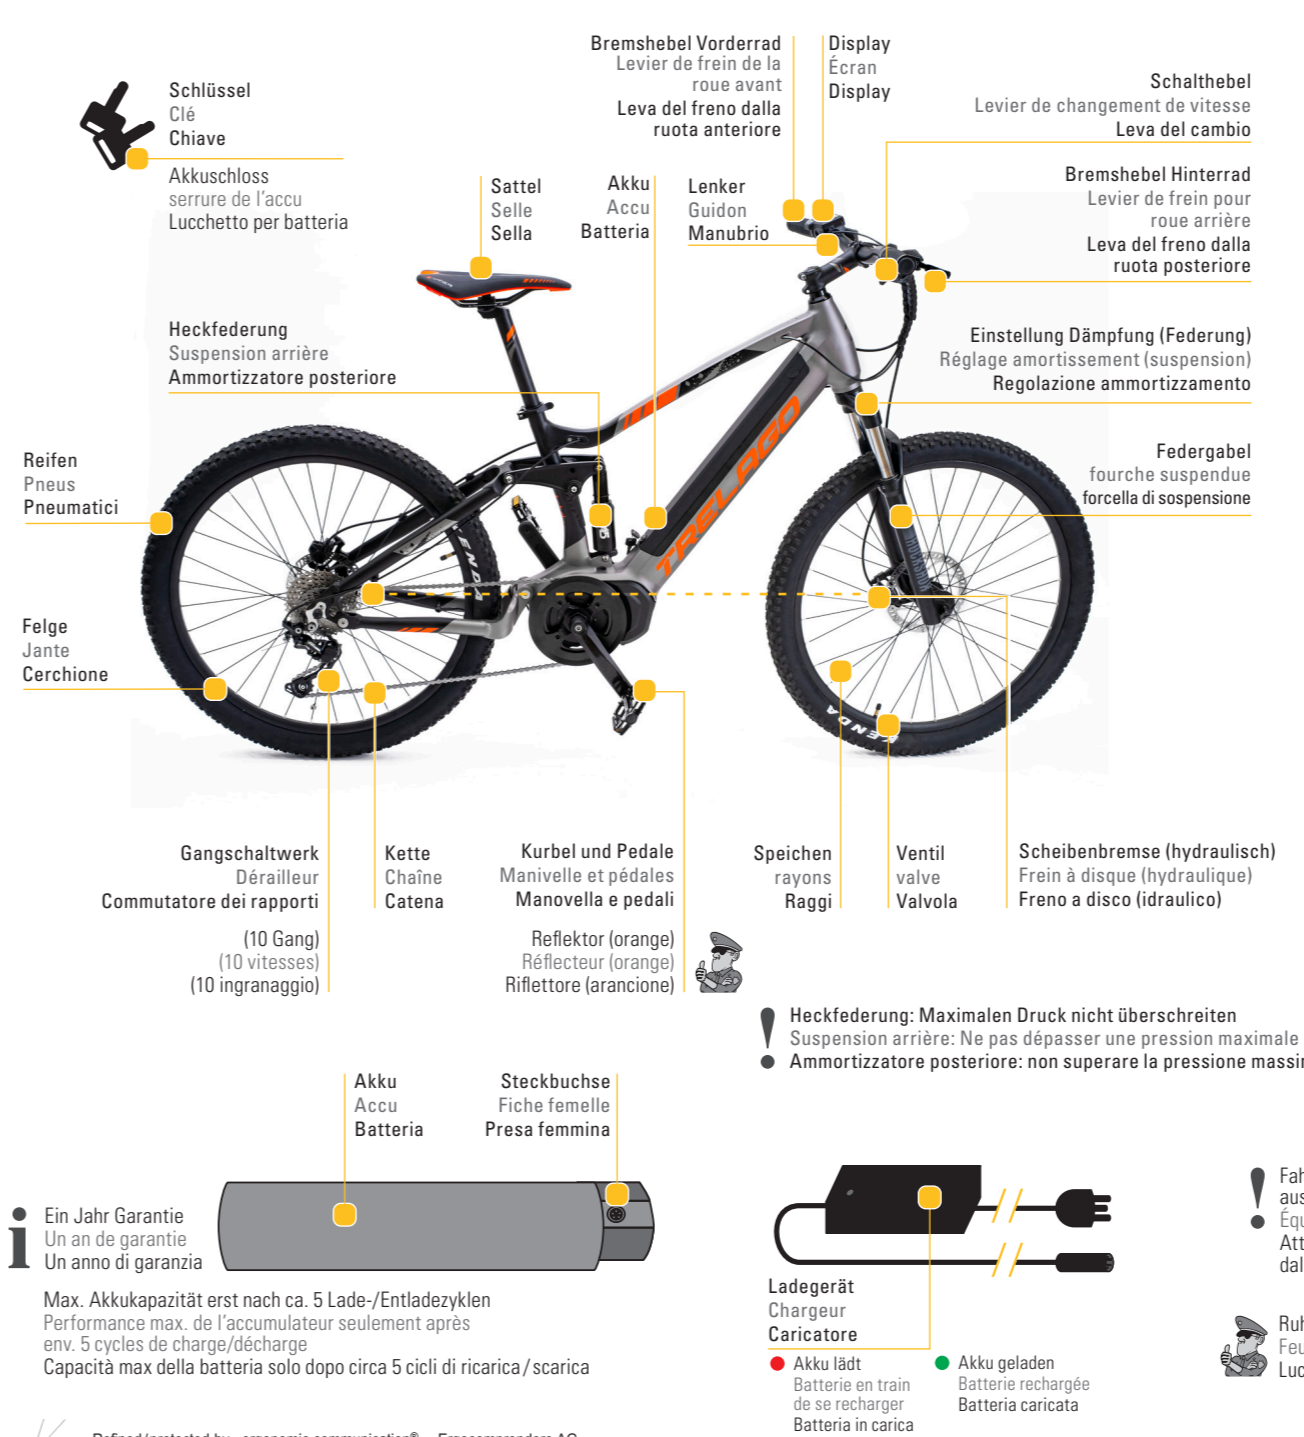 Schlüssel
Clé
Chiave
Akkuschloss
serrure de l'accu
Lucchetto per batteria
Bremshebel Vorderrad
Levier de frein de la
roue avant
Leva del freno dalla
ruota anteriore
Display
Écran
Display
Schalthebel
Levier de changement de vitesse
Leva del cambio
Sattel
Selle
Sella
Akku
Accu
Batteria
Lenker
Guidon
Manubrio
Bremshebel Hinterrad
Levier de frein pour
roue arrière
Leva del freno dalla
ruota posteriore
Heckfederung
Suspension arrière
Ammortizzatore posteriore
Einstellung Dämpfung (Federung)
Réglage amortissement (suspension)
Regolazione ammortizzamento
Reifen
Pneus
Pneumatici
Federgabel
fourche suspendue
forcella di sospensione
TRELAGO
KENDA
Felge
Jante
Cerchione
KENDA
Gangschaltwerk
Dérailleur
Commutatore dei rapporti
(10 Gang)
(10 vitesses)
(10 ingranaggio)
Kette
Chaîne
Catena
Kurbel und Pedale
Manivelle et pédales
Manovella e pedali
Reflektor (orange)
Réflecteur (orange)
Riflettore (arancione)
Speichen
rayons
Raggi
Ventil
valve
Valvola
Scheibenbremse (hydraulisch)
Frein à disque (hydraulique)
Freno a disco (idraulico)
Heckfederung: Maximalen Druck nicht überschreiten
Suspension arrière: Ne pas dépasser une pression maximale
Ammortizzatore posteriore: non superare la pressione massi
Akku
Accu
Batteria
Steckbuchse
Fiche femelle
Presa femmina
Ein Jahr Garantie
Un an de garantie
Un anno di garanzia
Max. Akkukapazität erst nach ca. 5 Lade-/Entladezyklen
Performance max. de l'accumulateur seulement après
env. 5 cycles de charge/décharge
Capacità max della batteria solo dopo circa 5 cicli di ricarica/scarica
Ladegerät
Chargeur
Caricatore
Akku lädt
Batterie en train
de se recharger
Batteria in carica
Akku geladen
Batterie rechargée
Batteria caricata
Fah
aus
Équ
Att
dal
Ruh
Feu
Luc